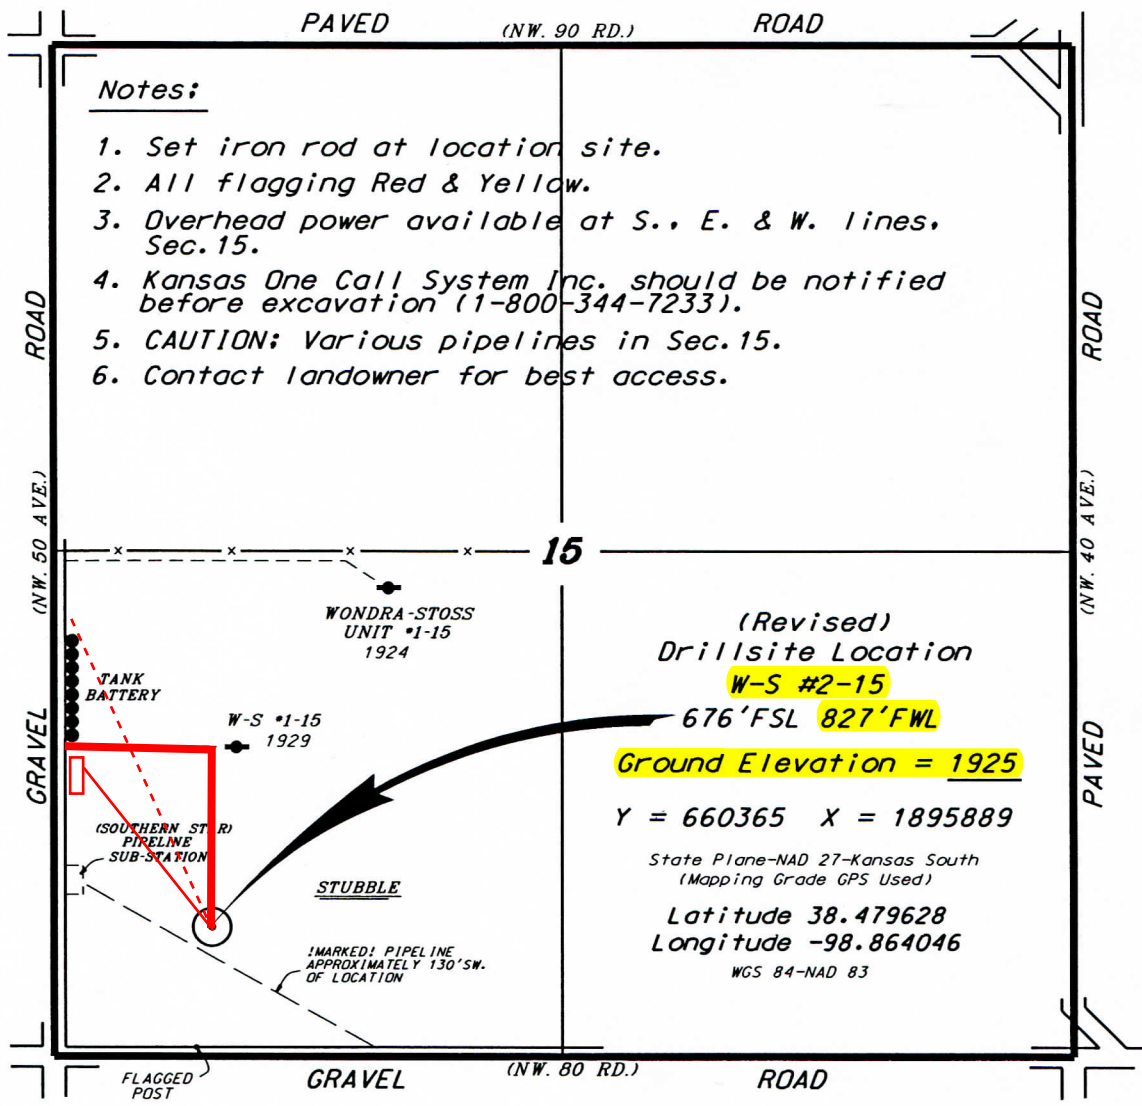 PAVED (NW. 90 RD.) ROAD
Notes:
1. Set iron rod at location site.
2. All flagging Red & Yellow.
3. Overhead power available at S., E. & W. lines,
Sec.15.
4. Kansas One Call System Inc. should be notified
before excavation (1-800-344-7233).
5. CAUTION: Various pipelines in Sec.15.
6. Contact landowner for best access.
ROAD
(NW. 50 AVE.)
GRAVEL
ROAD
(NW. 40 AVE.)
PAVED
15
WONDRA-STOSS
UNIT #1-15
1924
TANK
BATTERY
W-S #1-15
1929
(SOUTHERN STAR)
PIPELINE
SUB-STATION
STUBBLE
!MARKED! PIPELINE
APPROXIMATELY 130'SW.
OF LOCATION
(Revised)
Drillsite Location
W-S #2-15
676'FSL 827'FWL
Ground Elevation = 1925
Y = 660365 X = 1895889
State Plane-NAD 27-Kansas South
(Mapping Grade GPS Used)
Latitude 38.479628
Longitude -98.864046
WGS 84-NAD 83
FLAGGED
POST
GRAVEL (NW. 80 RD.) ROAD